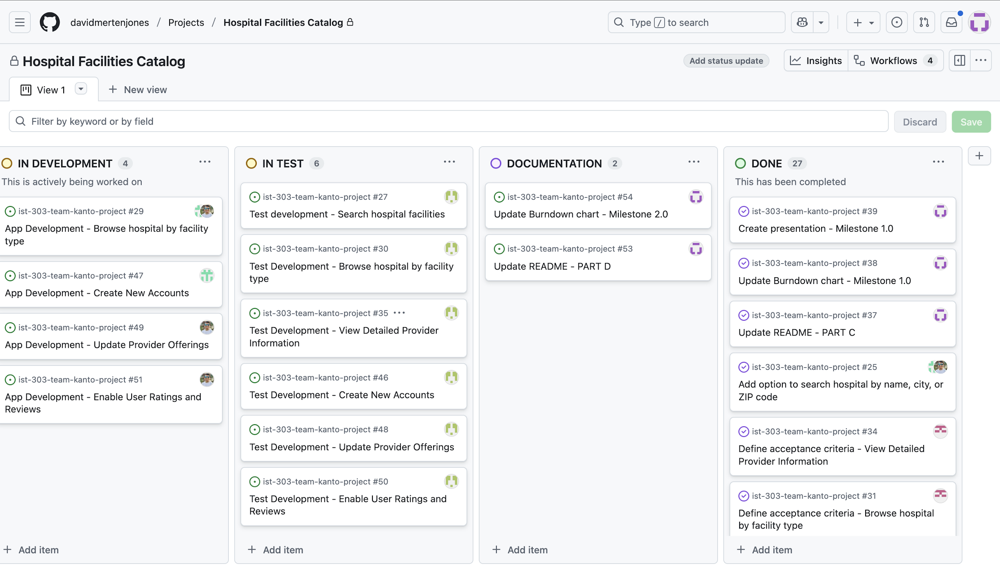 davidmertenjones / Projects / Hospital Facilities Catalog
Type / to search
Hospital Facilities Catalog
Add status update
Insights
Workflows 4
View 1
New view
Filter by keyword or by field
Discard
Save
IN DEVELOPMENT 4
This is actively being worked on
ist-303-team-kanto-project #29
App Development - Browse hospital by facility
type
ist-303-team-kanto-project #47
App Development - Create New Accounts
ist-303-team-kanto-project #49
App Development - Update Provider Offerings
ist-303-team-kanto-project #51
App Development - Enable User Ratings and
Reviews
Add item
IN TEST 6
ist-303-team-kanto-project #27
Test development - Search hospital facilities
ist-303-team-kanto-project #30
Test Development - Browse hospital by facility
type
ist-303-team-kanto-project #35
Test Development - View Detailed Provider
Information
ist-303-team-kanto-project #46
Test Development - Create New Accounts
ist-303-team-kanto-project #48
Test Development - Update Provider Offerings
ist-303-team-kanto-project #50
Test Development - Enable User Ratings and
Reviews
Add item
DOCUMENTATION 2
ist-303-team-kanto-project #54
Update Burndown chart - Milestone 2.0
ist-303-team-kanto-project #53
Update README - PART D
Add item
DONE 27
This has been completed
ist-303-team-kanto-project #39
Create presentation - Milestone 1.0
ist-303-team-kanto-project #38
Update Burndown chart - Milestone 1.0
ist-303-team-kanto-project #37
Update README - PART C
ist-303-team-kanto-project #25
Add option to search hospital by name, city, or
ZIP code
ist-303-team-kanto-project #34
Define acceptance criteria - View Detailed
Provider Information
ist-303-team-kanto-project #31
Define acceptance criteria - Browse hospital
by facility type
Add item